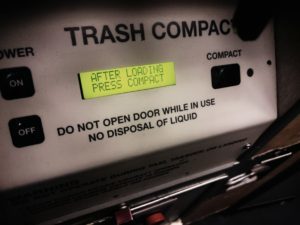 TRASH COMPAC
OWER
COMPACT
AFTER LOADING
PRESS COMPACT
ON
OFF
DO NOT OPEN DOOR WHILE IN USE
NO DISPOSAL OF LIQUID
WARNING